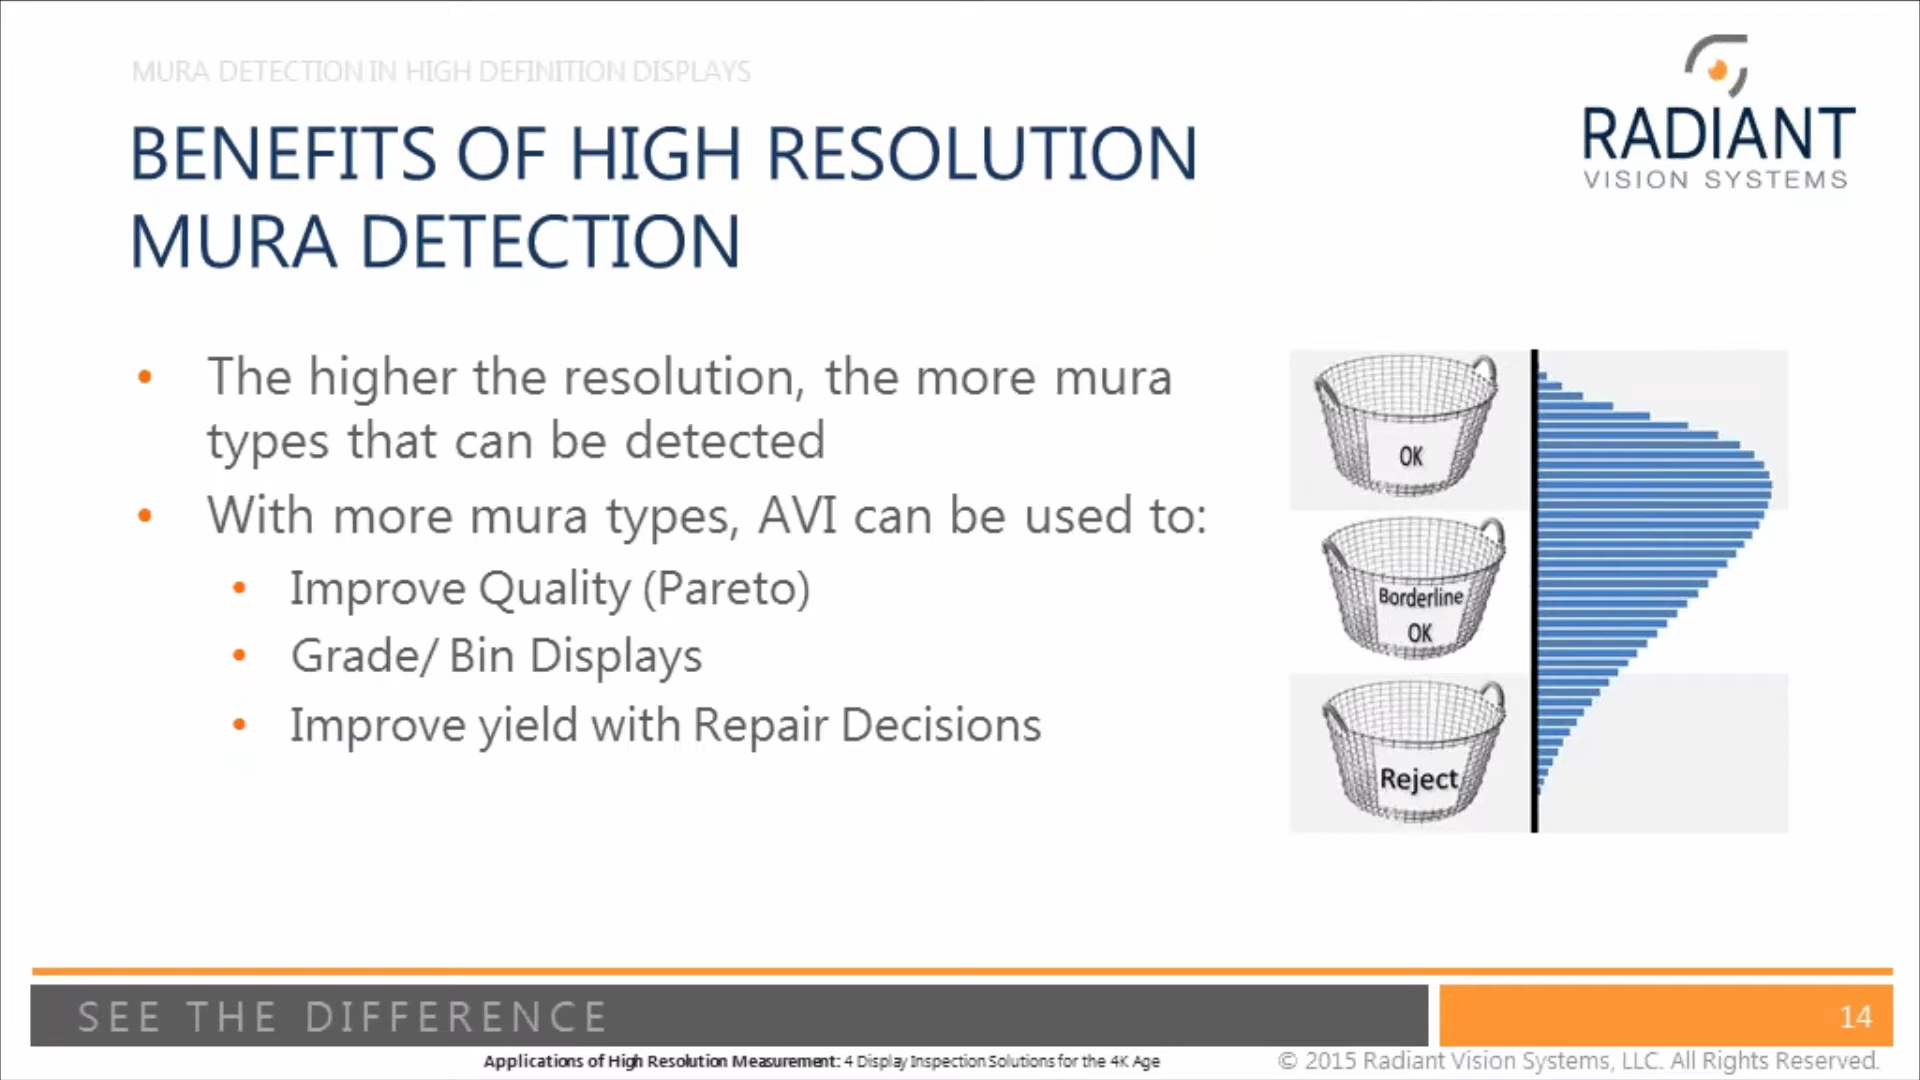 MURA DETECTION IN HIGH DEFINITION DISPLAYS
RADIANT
VISION SYSTEMS
BENEFITS OF HIGH RESOLUTION
MURA DETECTION
• The higher the resolution, the more mura
types that can be detected
• With more mura types, AVI can be used to:
• Improve Quality (Pareto)
• Grade/ Bin Displays
• Improve yield with Repair Decisions
OK
Borderline
OK
Reject
SEE THE DIFFERENCE
14
Applications of High Resolution Measurement: 4 Display Inspection Solutions for the 4K Age
© 2015 Radiant Vision Systems, LLC. All Rights Reserved.